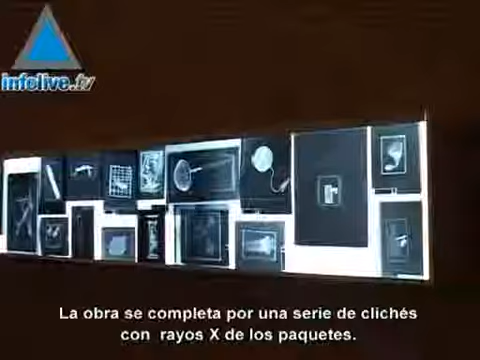 infolive.tv
La obra se completa por una serie de clichés
con rayos X de los paquetes.